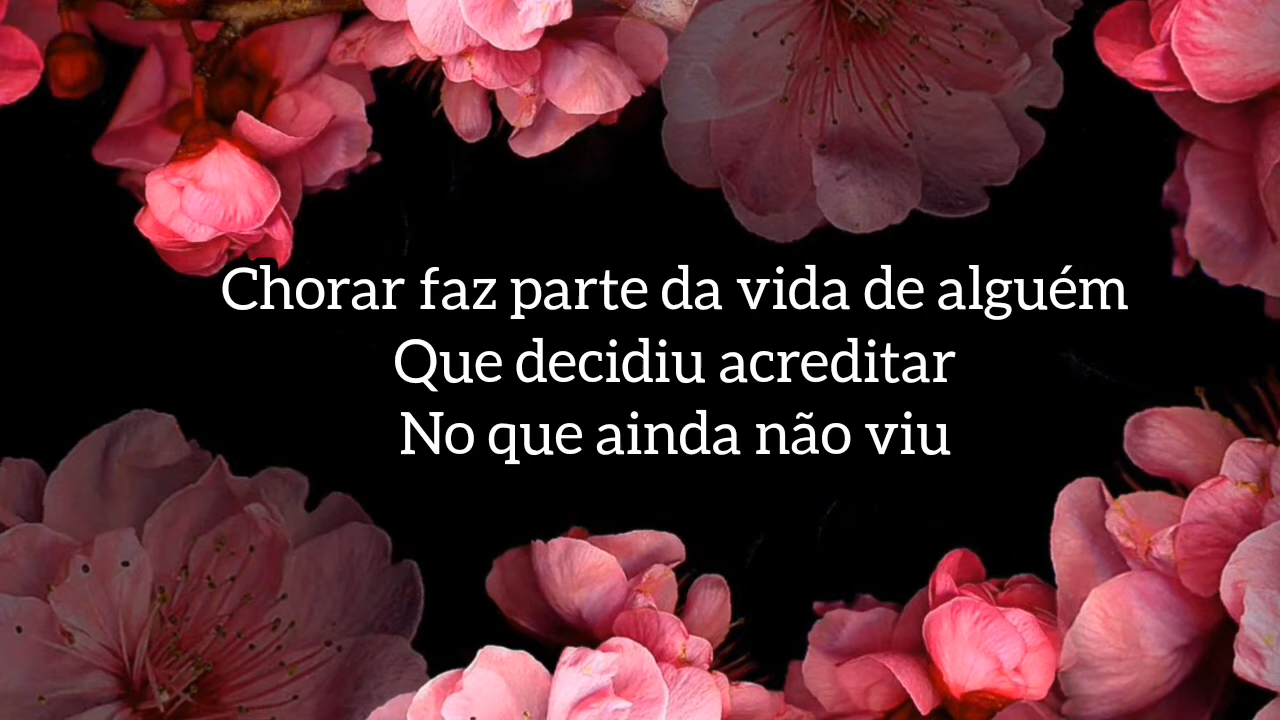 Chorar faz parte da vida de alguém
Que decidiu acreditar
No que ainda não viu